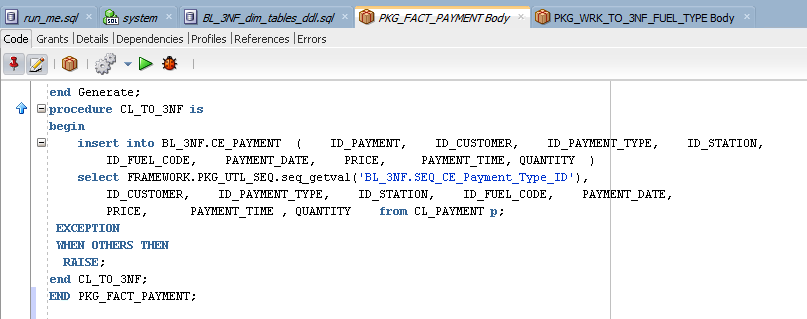 run_me.sql system BL_3NF_dim_tables_ddl.sql PKG_FACT_PAYMENT Body PKG_WRK_TO_3NF_FUEL_TYPE Body
Code Grants Details Dependencies Profiles References Errors
end Generate;
procedure CL_TO_3NF is
begin
insert into BL_3NF.CE_PAYMENT ( ID_PAYMENT, ID_CUSTOMER, ID_PAYMENT_TYPE, ID_STATION,
ID_FUEL_CODE, PAYMENT_DATE, PRICE, PAYMENT_TIME, QUANTITY )
select FRAMEWORK.PKG_UTL_SEQ.seq_getval('BL_3NF.SEQ_CE_Payment_Type_ID'),
ID_CUSTOMER, ID_PAYMENT_TYPE, ID_STATION, ID_FUEL_CODE, PAYMENT_DATE,
PRICE, PAYMENT_TIME , QUANTITY from CL_PAYMENT p;
EXCEPTION
WHEN OTHERS THEN
RAISE;
end CL_TO_3NF;
END PKG_FACT_PAYMENT;